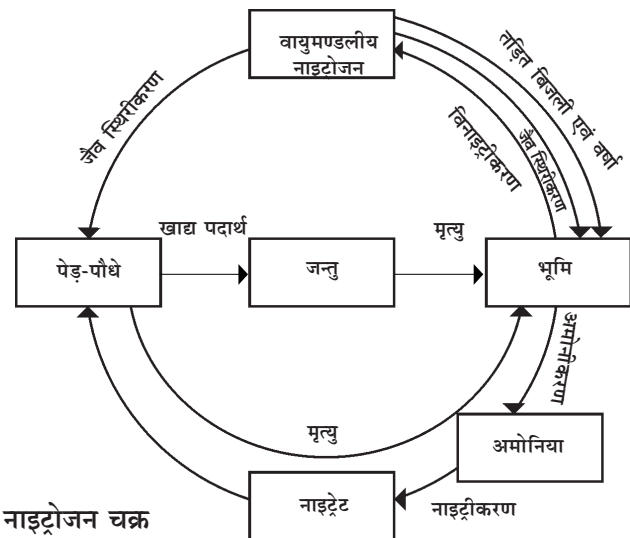 वायुमण्डलीय
नाइट्रोजन
जैव स्थिरीकरण
विनाइट्रीकरण
जैव स्थिरीकरण
तड़ित बिजली एवं वर्षा
पेड़-पौधे
खाद्य पदार्थ
जन्तु
मृत्यु
भूमि
अमोनीकरण
मृत्यु
अमोनिया
नाइट्रेट
नाइट्रीकरण
नाइट्रोजन चक्र